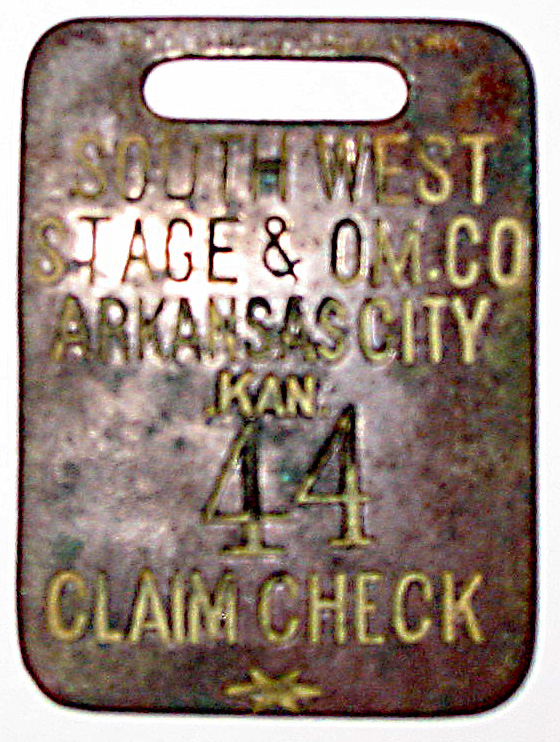 SOUTH WEST
STAGE & OM.CO
ARKANSAS CITY
.KAN.
44
CLAIM CHECK